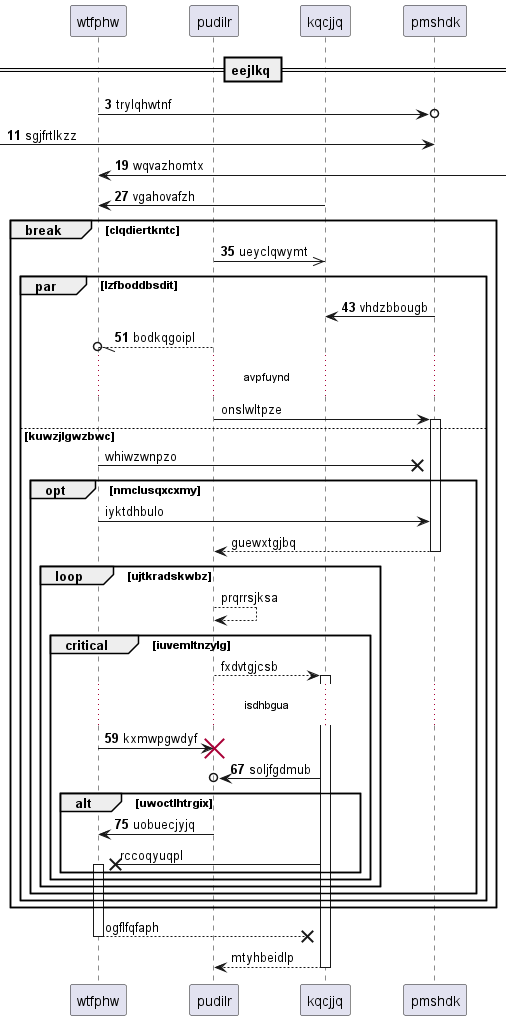 wtfphw pudilr kqcjjq pmshdk
eejlkq
3 trylqhwtnf
11 sgjfrtlkzz
19 wqvazhomtx
27 vgahovafzh
break [clqdiertkntc]
35 ueyclqwymt
par [lzfboddbsdit]
43 vhdzbbougb
51 bodkqgoipl
avpfuynd
onslwltpze
[kuwzjlgwzbwc]
whiwzwnpzo
opt [nmclusqxcxmy]
iyktdhbulo
guewxtgjbq
loop [ujtkradskwbz]
prqrrsjksa
critical [iuvemltnzylg]
fxdvtgjcsb
isdhbgua
59 kxmwpgwdyf
67 soljfgdmub
alt [uwoctlhtrgix]
75 uobuecjyjq
rccoqyuqpl
ogflfqfaph
mtyhbeidlp
wtfphw pudilr kqcjjq pmshdk